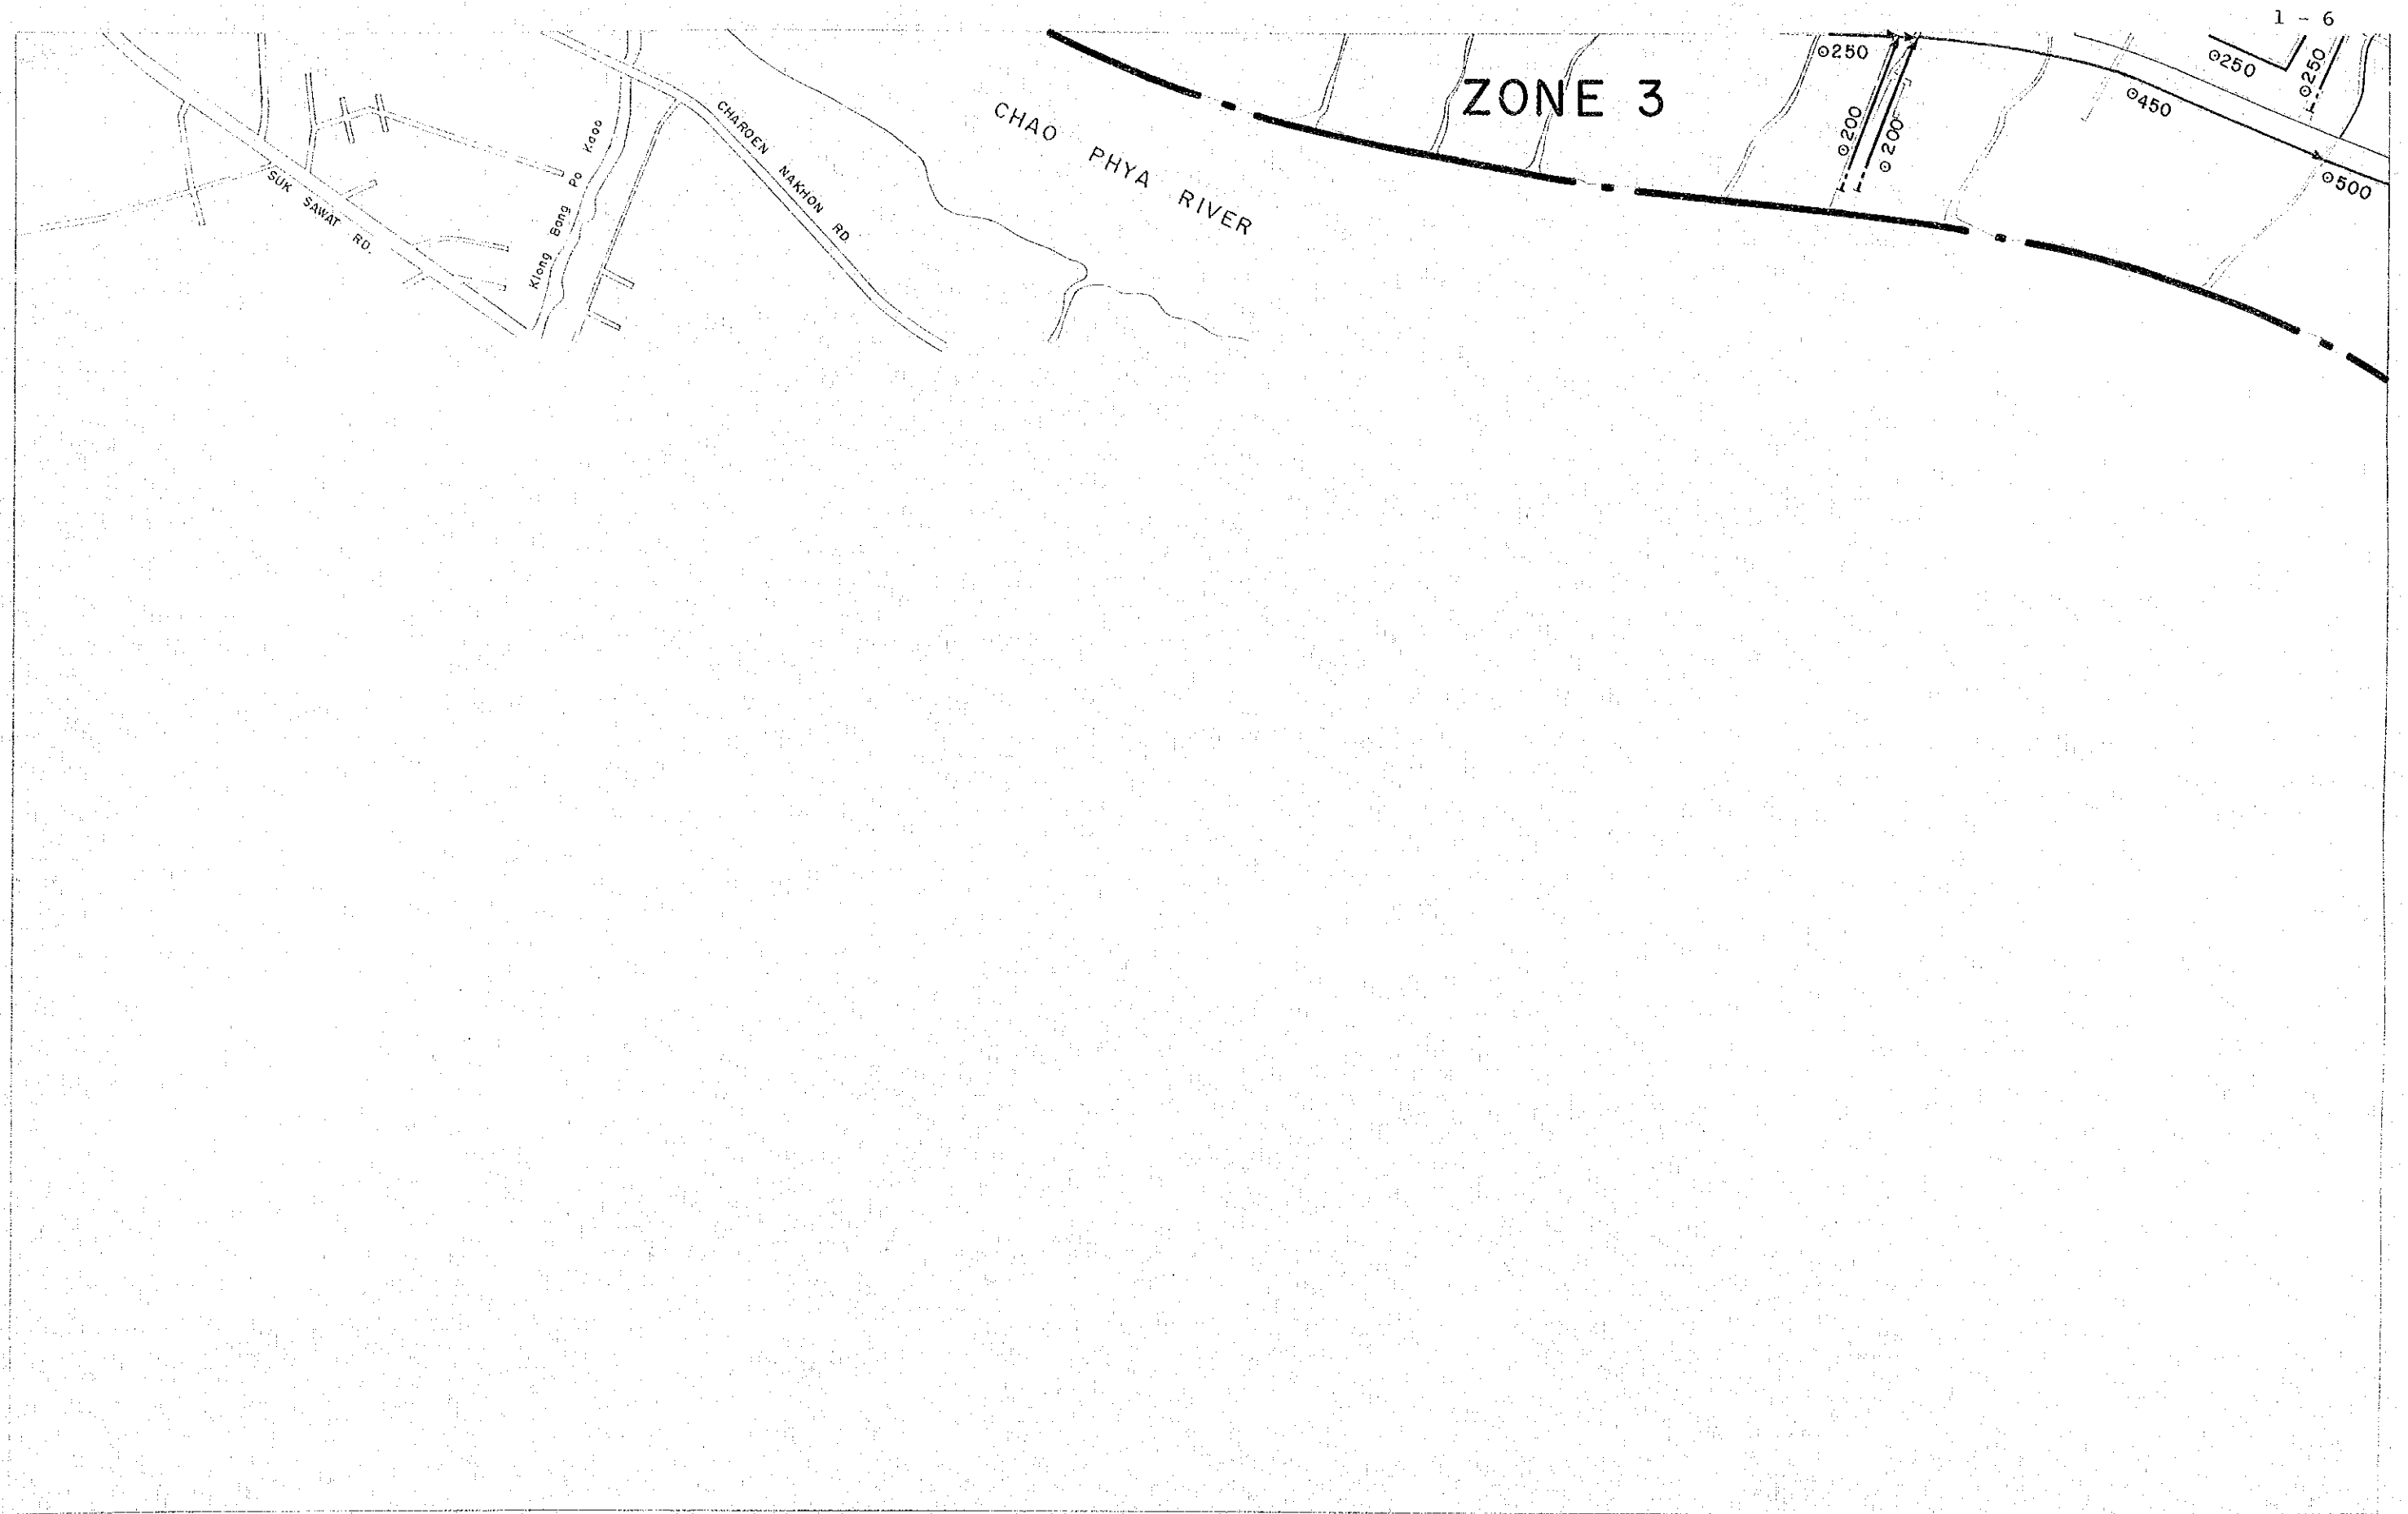 1 - 6
⊙250
⊙250
⊙250
⊙450
ZONE 3
⊙200
⊙200
⊙500
CHAO PHYA RIVER
CHAROEN NAKHON RD.
Klong Bang Po Kaeo
SUK SAWAT RD.